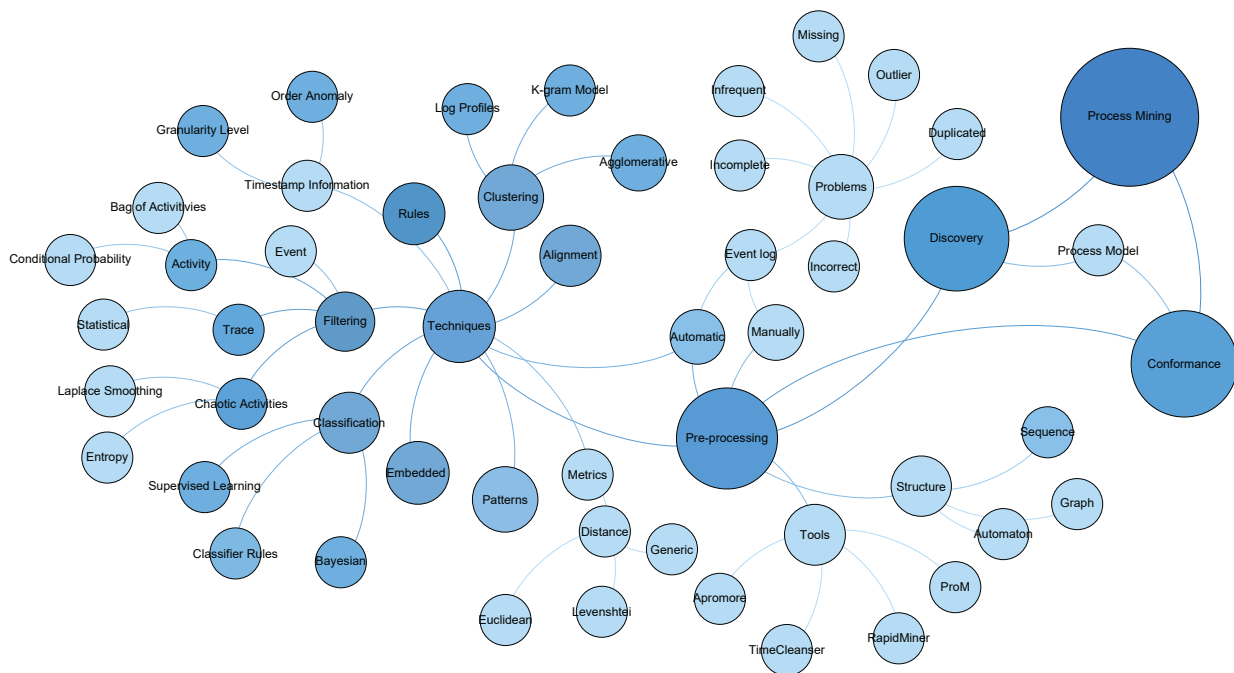 Missing
Outlier
Order Anomaly
K-gram Model
Infrequent
Log Profiles
Process Mining
Granularity Level
Duplicated
Agglomerative
Incomplete
Timestamp Information
Problems
Clustering
Bag of Activitivies
Rules
Discovery
Event
Alignment
Event log
Process Model
Conditional Probability
Activity
Incorrect
Statistical
Trace
Filtering
Techniques
Automatic
Manually
Conformance
Laplace Smoothing
Chaotic Activities
Classification
Pre-processing
Sequence
Entropy
Supervised Learning
Embedded
Metrics
Structure
Patterns
Graph
Distance
Tools
Automaton
Classifier Rules
Bayesian
Generic
ProM
Apromore
Euclidean
Levenshtei
RapidMiner
TimeCleanser